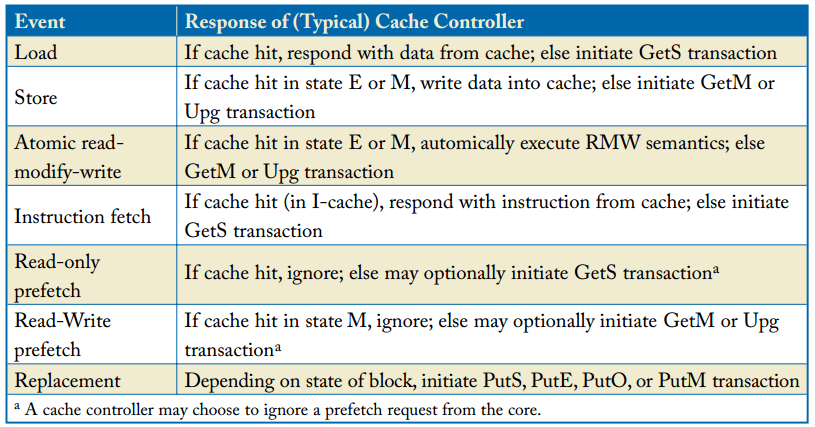 Event Response of (Typical) Cache Controller
Load If cache hit, respond with data from cache; else initiate GetS transaction
Store If cache hit in state E or M, write data into cache; else initiate GetM or
Upg transaction
Atomic read-
modify-write If cache hit in state E or M, automically execute RMW semantics; else
GetM or Upg transaction
Instruction fetch If cache hit (in I-cache), respond with instruction from cache; else initiate
GetS transaction
Read-only
prefetch If cache hit, ignore; else may optionally initiate GetS transactionᵃ
Read-Write
prefetch If cache hit in state M, ignore; else may optionally initiate GetM or Upg
transactionᵃ
Replacement Depending on state of block, initiate PutS, PutE, PutO, or PutM transaction
ᵃ A cache controller may choose to ignore a prefetch request from the core.